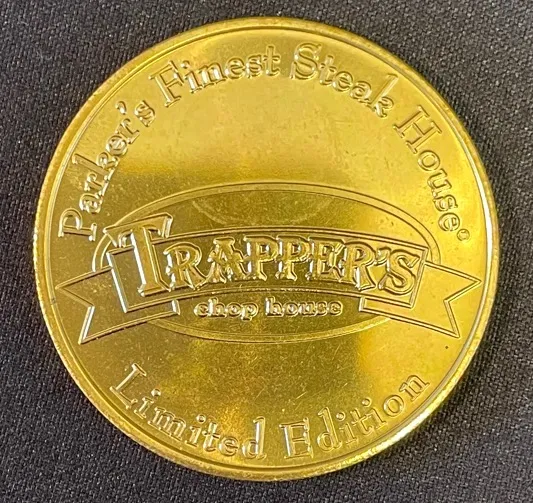 Parker's Finest Steak House®
TRAPPER'S
chop house
Limited Edition